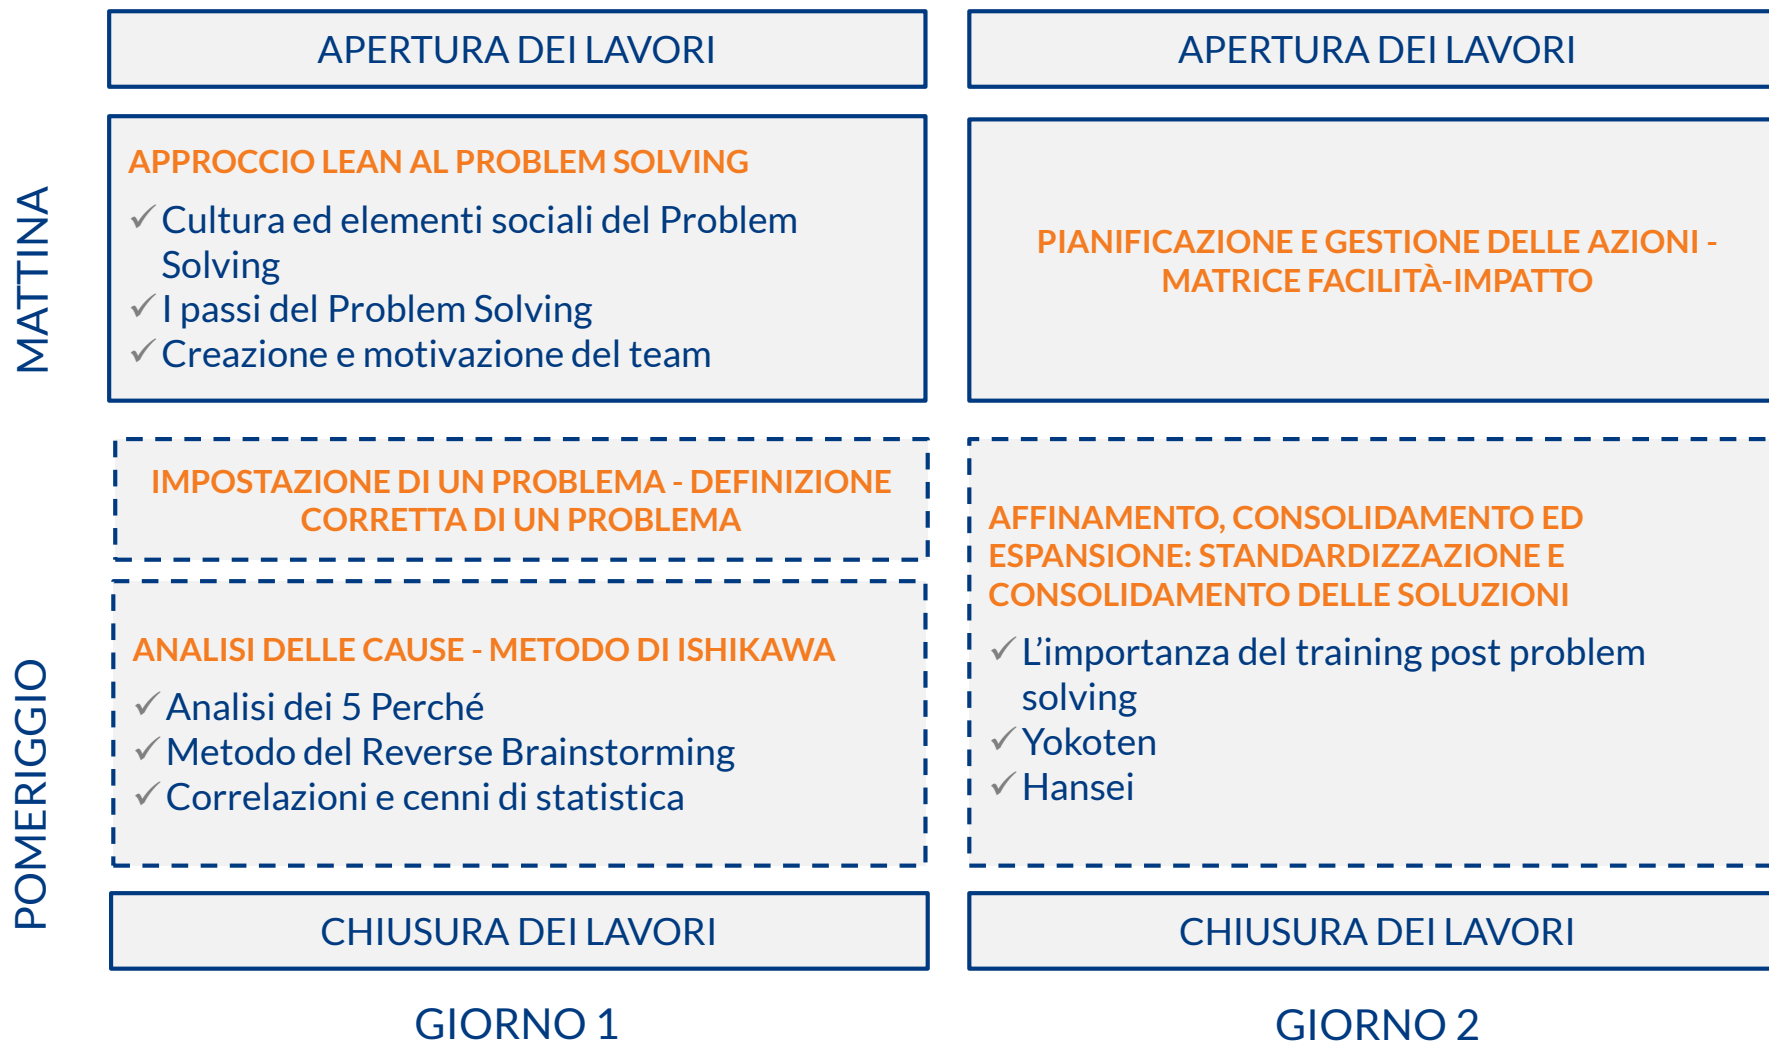 APERTURA DEI LAVORI
APERTURA DEI LAVORI
MATTINA
APPROCCIO LEAN AL PROBLEM SOLVING
✓ Cultura ed elementi sociali del Problem
Solving
✓ I passi del Problem Solving
✓ Creazione e motivazione del team
PIANIFICAZIONE E GESTIONE DELLE AZIONI -
MATRICE FACILITÀ-IMPATTO
POMERIGGIO
IMPOSTAZIONE DI UN PROBLEMA - DEFINIZIONE
CORRETTA DI UN PROBLEMA
ANALISI DELLE CAUSE - METODO DI ISHIKAWA
✓ Analisi dei 5 Perché
✓ Metodo del Reverse Brainstorming
✓ Correlazioni e cenni di statistica
AFFINAMENTO, CONSOLIDAMENTO ED
ESPANSIONE: STANDARDIZZAZIONE E
CONSOLIDAMENTO DELLE SOLUZIONI
✓ L’importanza del training post problem
solving
✓ Yokoten
✓ Hansei
CHIUSURA DEI LAVORI
CHIUSURA DEI LAVORI
GIORNO 1
GIORNO 2